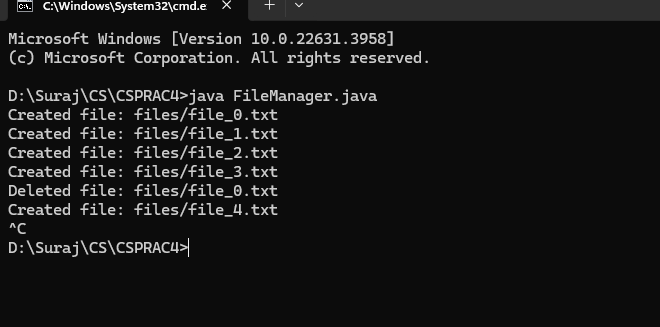 C:\Windows\System32\cmd.e
Microsoft Windows [Version 10.0.22631.3958]
(c) Microsoft Corporation. All rights reserved.
D:\Suraj\CS\CSPRAC4>java FileManager.java
Created file: files/file_0.txt
Created file: files/file_1.txt
Created file: files/file_2.txt
Created file: files/file_3.txt
Deleted file: files/file_0.txt
Created file: files/file_4.txt
^C
D:\Suraj\CS\CSPRAC4>